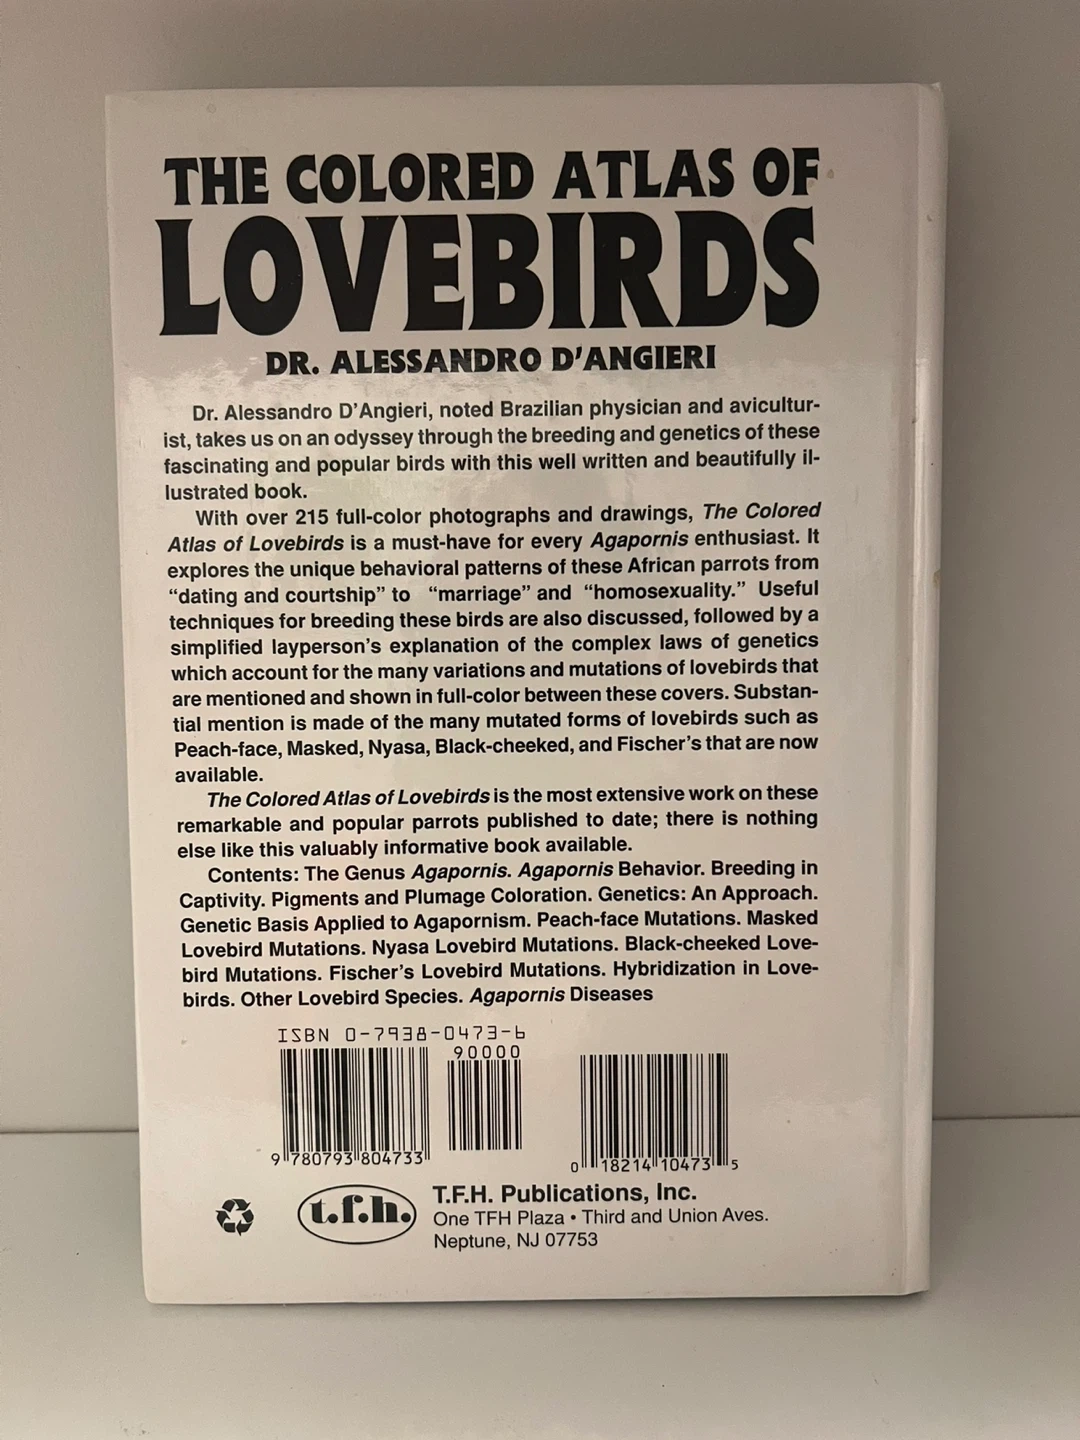 THE COLORED ATLAS OF
LOVEBIRDS
DR. ALESSANDRO D'ANGIERI
Dr. Alessandro D'Angieri, noted Brazilian physician and avicultur-
ist, takes us on an odyssey through the breeding and genetics of these
fascinating and popular birds with this well written and beautifully il-
lustrated book.
With over 215 full-color photographs and drawings, The Colored
Atlas of Lovebirds is a must-have for every Agapornis enthusiast. It
explores the unique behavioral patterns of these African parrots from
“dating and courtship” to “marriage” and “homosexuality.” Useful
techniques for breeding these birds are also discussed, followed by a
simplified layperson's explanation of the complex laws of genetics
which account for the many variations and mutations of lovebirds that
are mentioned and shown in full-color between these covers. Substan-
tial mention is made of the many mutated forms of lovebirds such as
Peach-face, Masked, Nyasa, Black-cheeked, and Fischer's that are now
available.
The Colored Atlas of Lovebirds is the most extensive work on these
remarkable and popular parrots published to date; there is nothing
else like this valuably informative book available.
Contents: The Genus Agapornis. Agapornis Behavior. Breeding in
Captivity. Pigments and Plumage Coloration. Genetics: An Approach.
Genetic Basis Applied to Agapornism. Peach-face Mutations. Masked
Lovebird Mutations. Nyasa Lovebird Mutations. Black-cheeked Love-
bird Mutations. Fischer's Lovebird Mutations. Hybridization in Love-
birds. Other Lovebird Species. Agapornis Diseases
ISBN 0-7938-0473-6
90000
9 780793 804733
0 18214 10473 5
t.f.h.
T.F.H. Publications, Inc.
One TFH Plaza • Third and Union Aves.
Neptune, NJ 07753